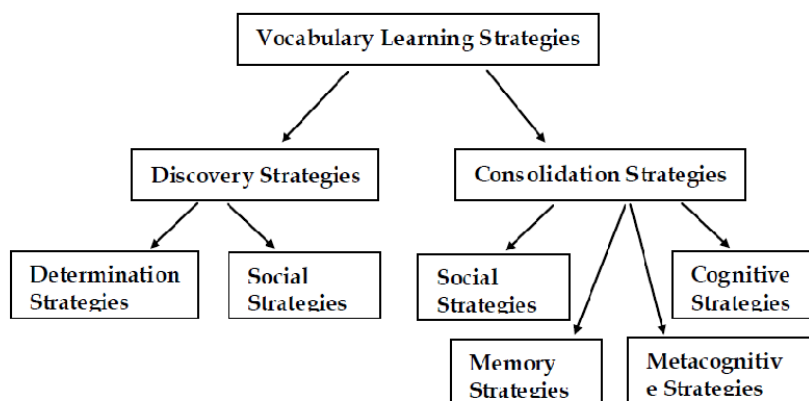 Vocabulary Learning Strategies
Discovery Strategies
Consolidation Strategies
Determination
Strategies
Social
Strategies
Social
Strategies
Cognitive
Strategies
Memory
Strategies
Metacognitiv
e Strategies